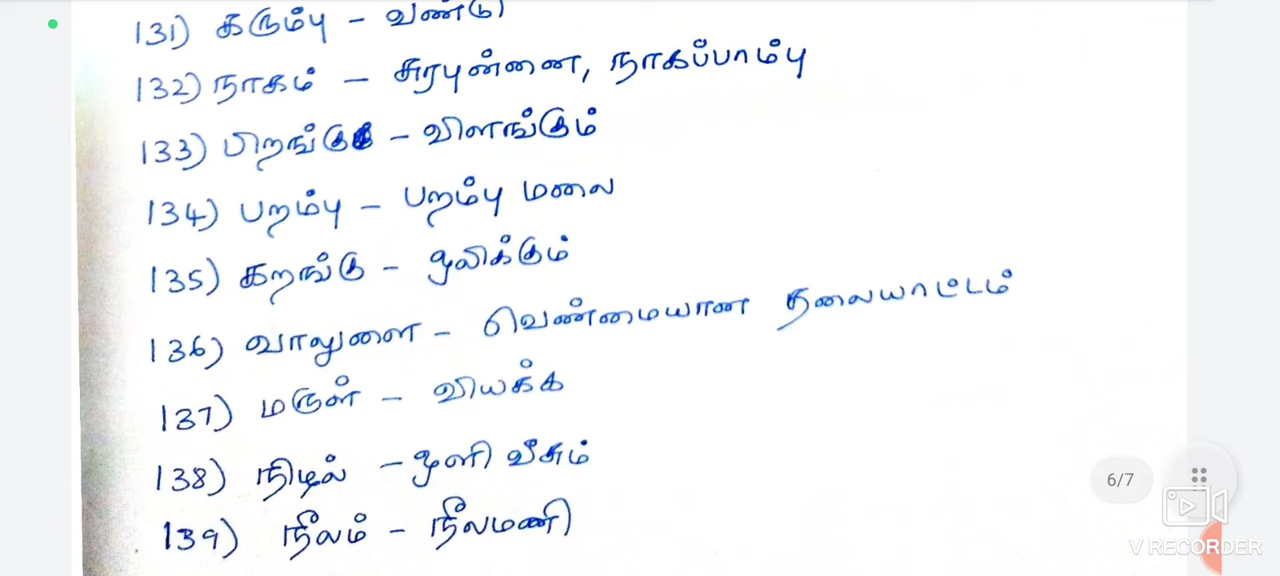 131) கரும்பு - வண்டு
132) நாகம் - சுரபுன்னை, நாகப்பாம்பு
133) பிறங்கு - விளங்கும்
134) பறம்பு - பறம்பு மலை
135) கறங்கு - ஒலிக்கும்
136) வாலுளை - வெண்மையான தலையாட்டம்
137) மருள் - வியக்க
138) நிழல் - ஒளி வீசும்
139) நீலம் - நீலமணி
6/7
V RECORDER